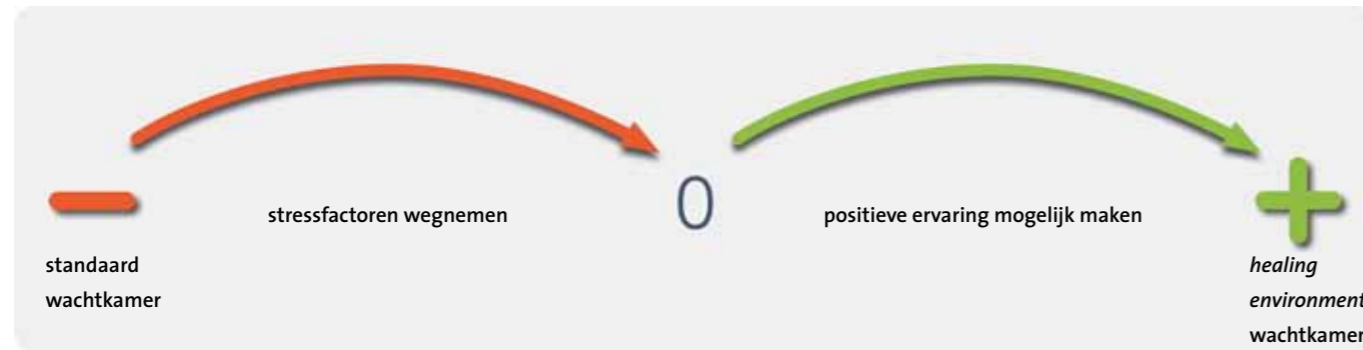 0
stressfactoren wegnemen
positieve ervaring mogelijk maken
standaard
wachtkamer
healing
environment
wachtkamer